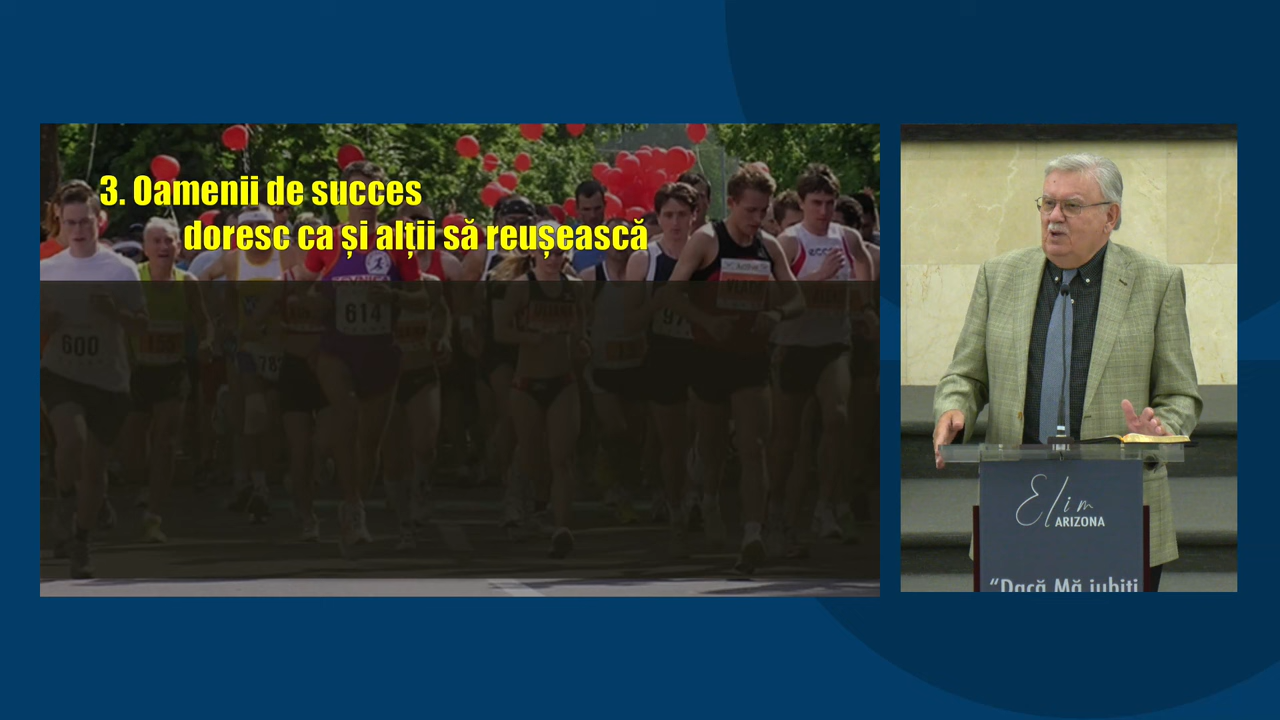 3. Oamenii de succes
doresc ca și alții să reușească
600
614
Elim
ARIZONA
“Dacă Mă iubiți